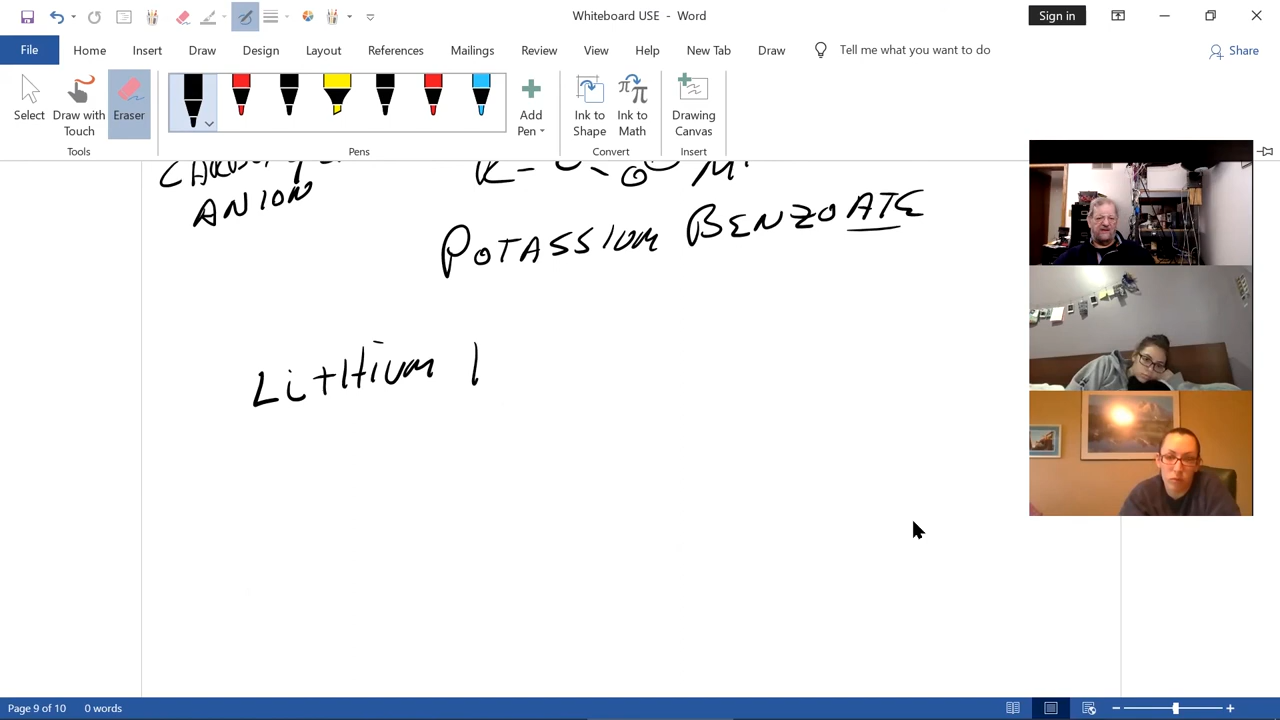 Whiteboard USE - Word
Sign in
File Home Insert Draw Design Layout References Mailings Review View Help New Tab Draw Tell me what you want to do Share
Select Draw with Touch Eraser
Add Pen Ink to Shape Ink to Math Drawing Canvas
Tools Pens Convert Insert
ANION
POTASSIUM BENZOATE
LitHium
Page 9 of 10 0 words